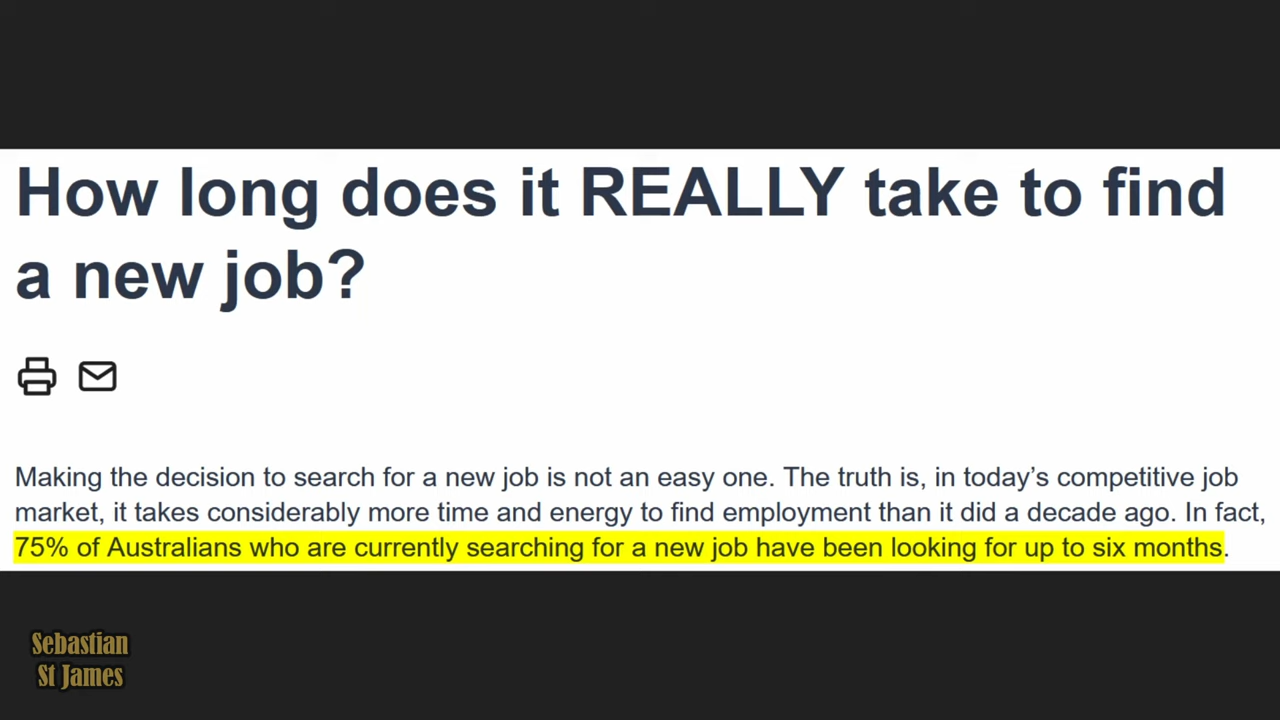 How long does it REALLY take to find
a new job?
Making the decision to search for a new job is not an easy one. The truth is, in today’s competitive job
market, it takes considerably more time and energy to find employment than it did a decade ago. In fact,
75% of Australians who are currently searching for a new job have been looking for up to six months.
Sebastian
St James